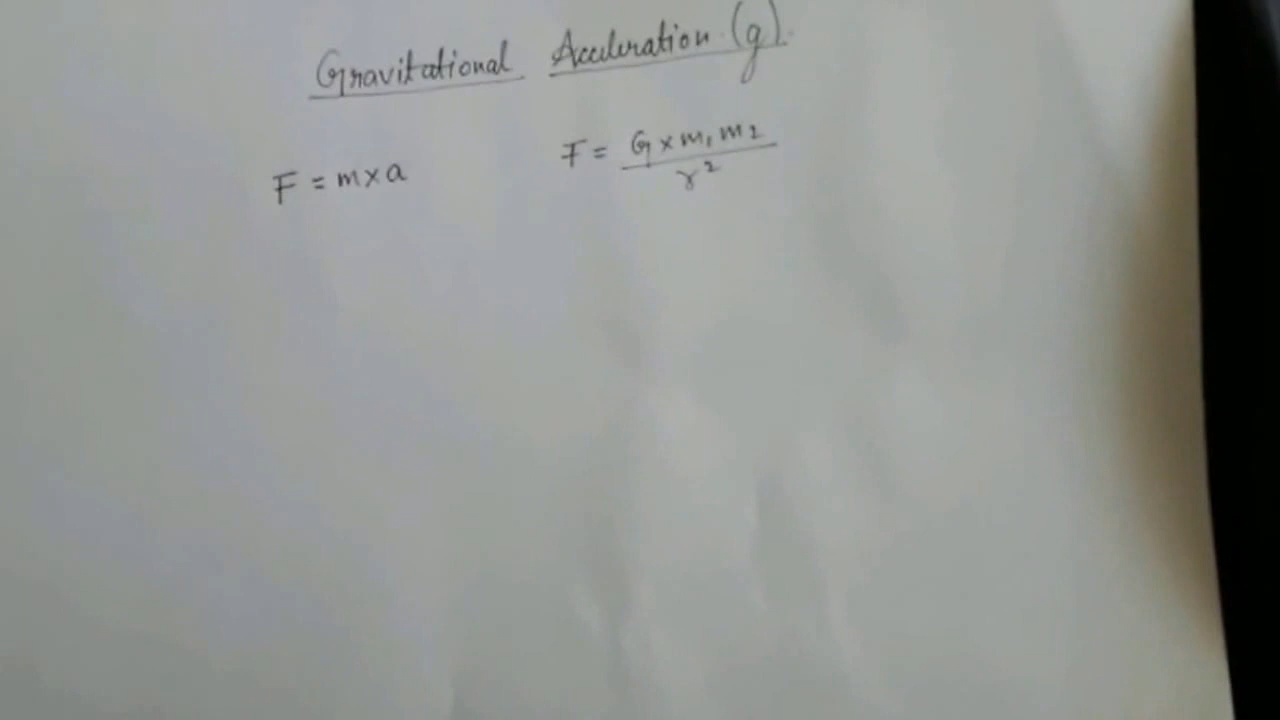 Gravitational Acceleration (g).
F = m×a
F = G×m₁m₂/r²